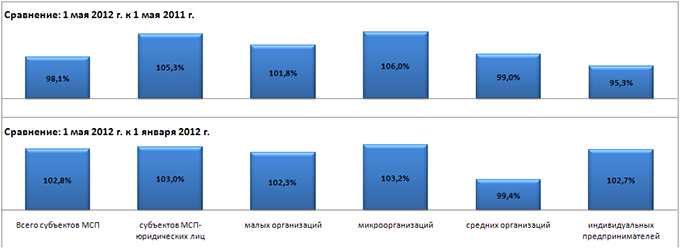 Сравнение: 1 мая 2012 г. к 1 мая 2011 г.
98,1%
105,3%
101,8%
106,0%
99,0%
95,3%
Сравнение: 1 мая 2012 г. к 1 января 2012 г.
102,8%
103,0%
102,3%
103,2%
99,4%
102,7%
Всего субъектов МСП
субъектов МСП-
юридических лиц
малых организаций
микроорганизаций
средних организаций
индивидуальных
предпринимателей